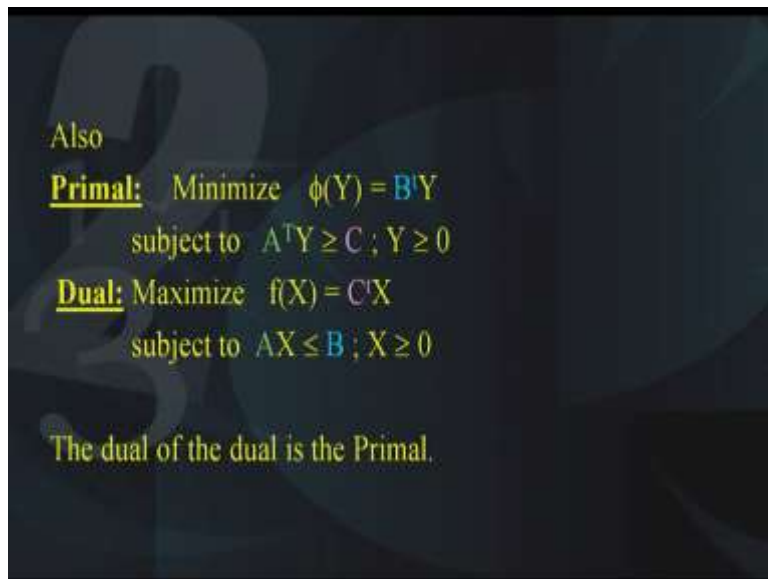 Also
Primal: Minimize ϕ(Y) = BᵗY
subject to AᵀY ≥ C ; Y ≥ 0
Dual: Maximize f(X) = CᵗX
subject to AX ≤ B ; X ≥ 0
The dual of the dual is the Primal.